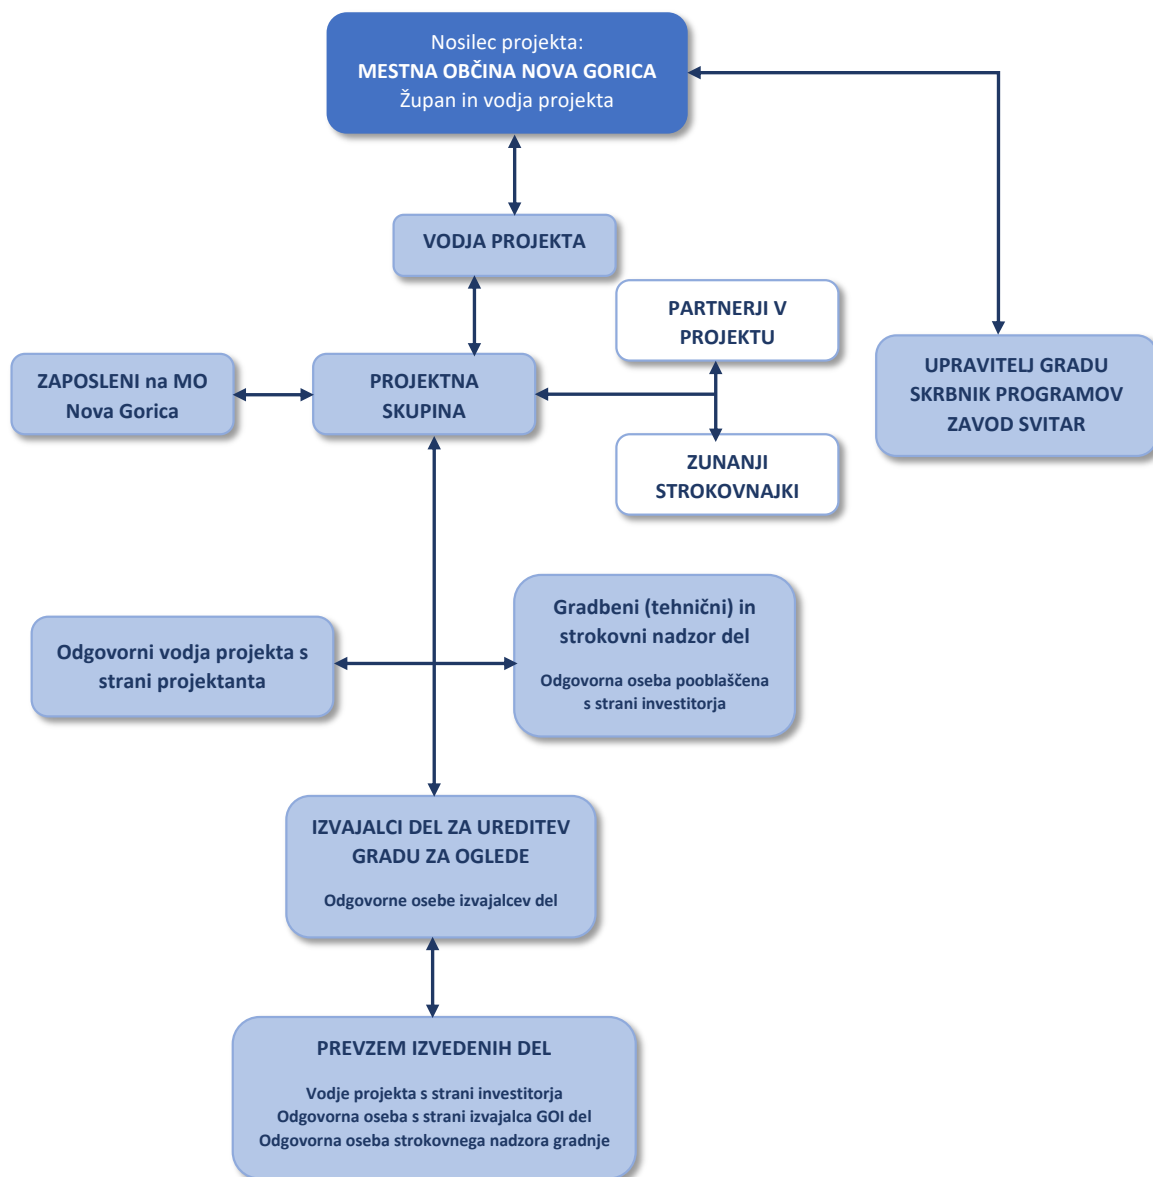 Nosilec projekta:
MESTNA OBČINA NOVA GORICA
Župan in vodja projekta
VODJA PROJEKTA
PARTNERJI V
PROJEKTU
UPRAVITELJ GRADU
SKRBNIK PROGRAMOV
ZAVOD SVITAR
ZAPOSLENI na MO
Nova Gorica
PROJEKTNA
SKUPINA
ZUNANJI
STROKOVNAJKI
Gradbeni (tehnični) in
strokovni nadzor del
Odgovorna oseba pooblaščena
s strani investitorja
Odgovorni vodja projekta s
strani projektanta
IZVAJALCI DEL ZA UREDITEV
GRADU ZA OGLEDE
Odgovorne osebe izvajalcev del
PREVZEM IZVEDENIH DEL
Vodje projekta s strani investitorja
Odgovorna oseba s strani izvajalca GOI del
Odgovorna oseba strokovnega nadzora gradnje